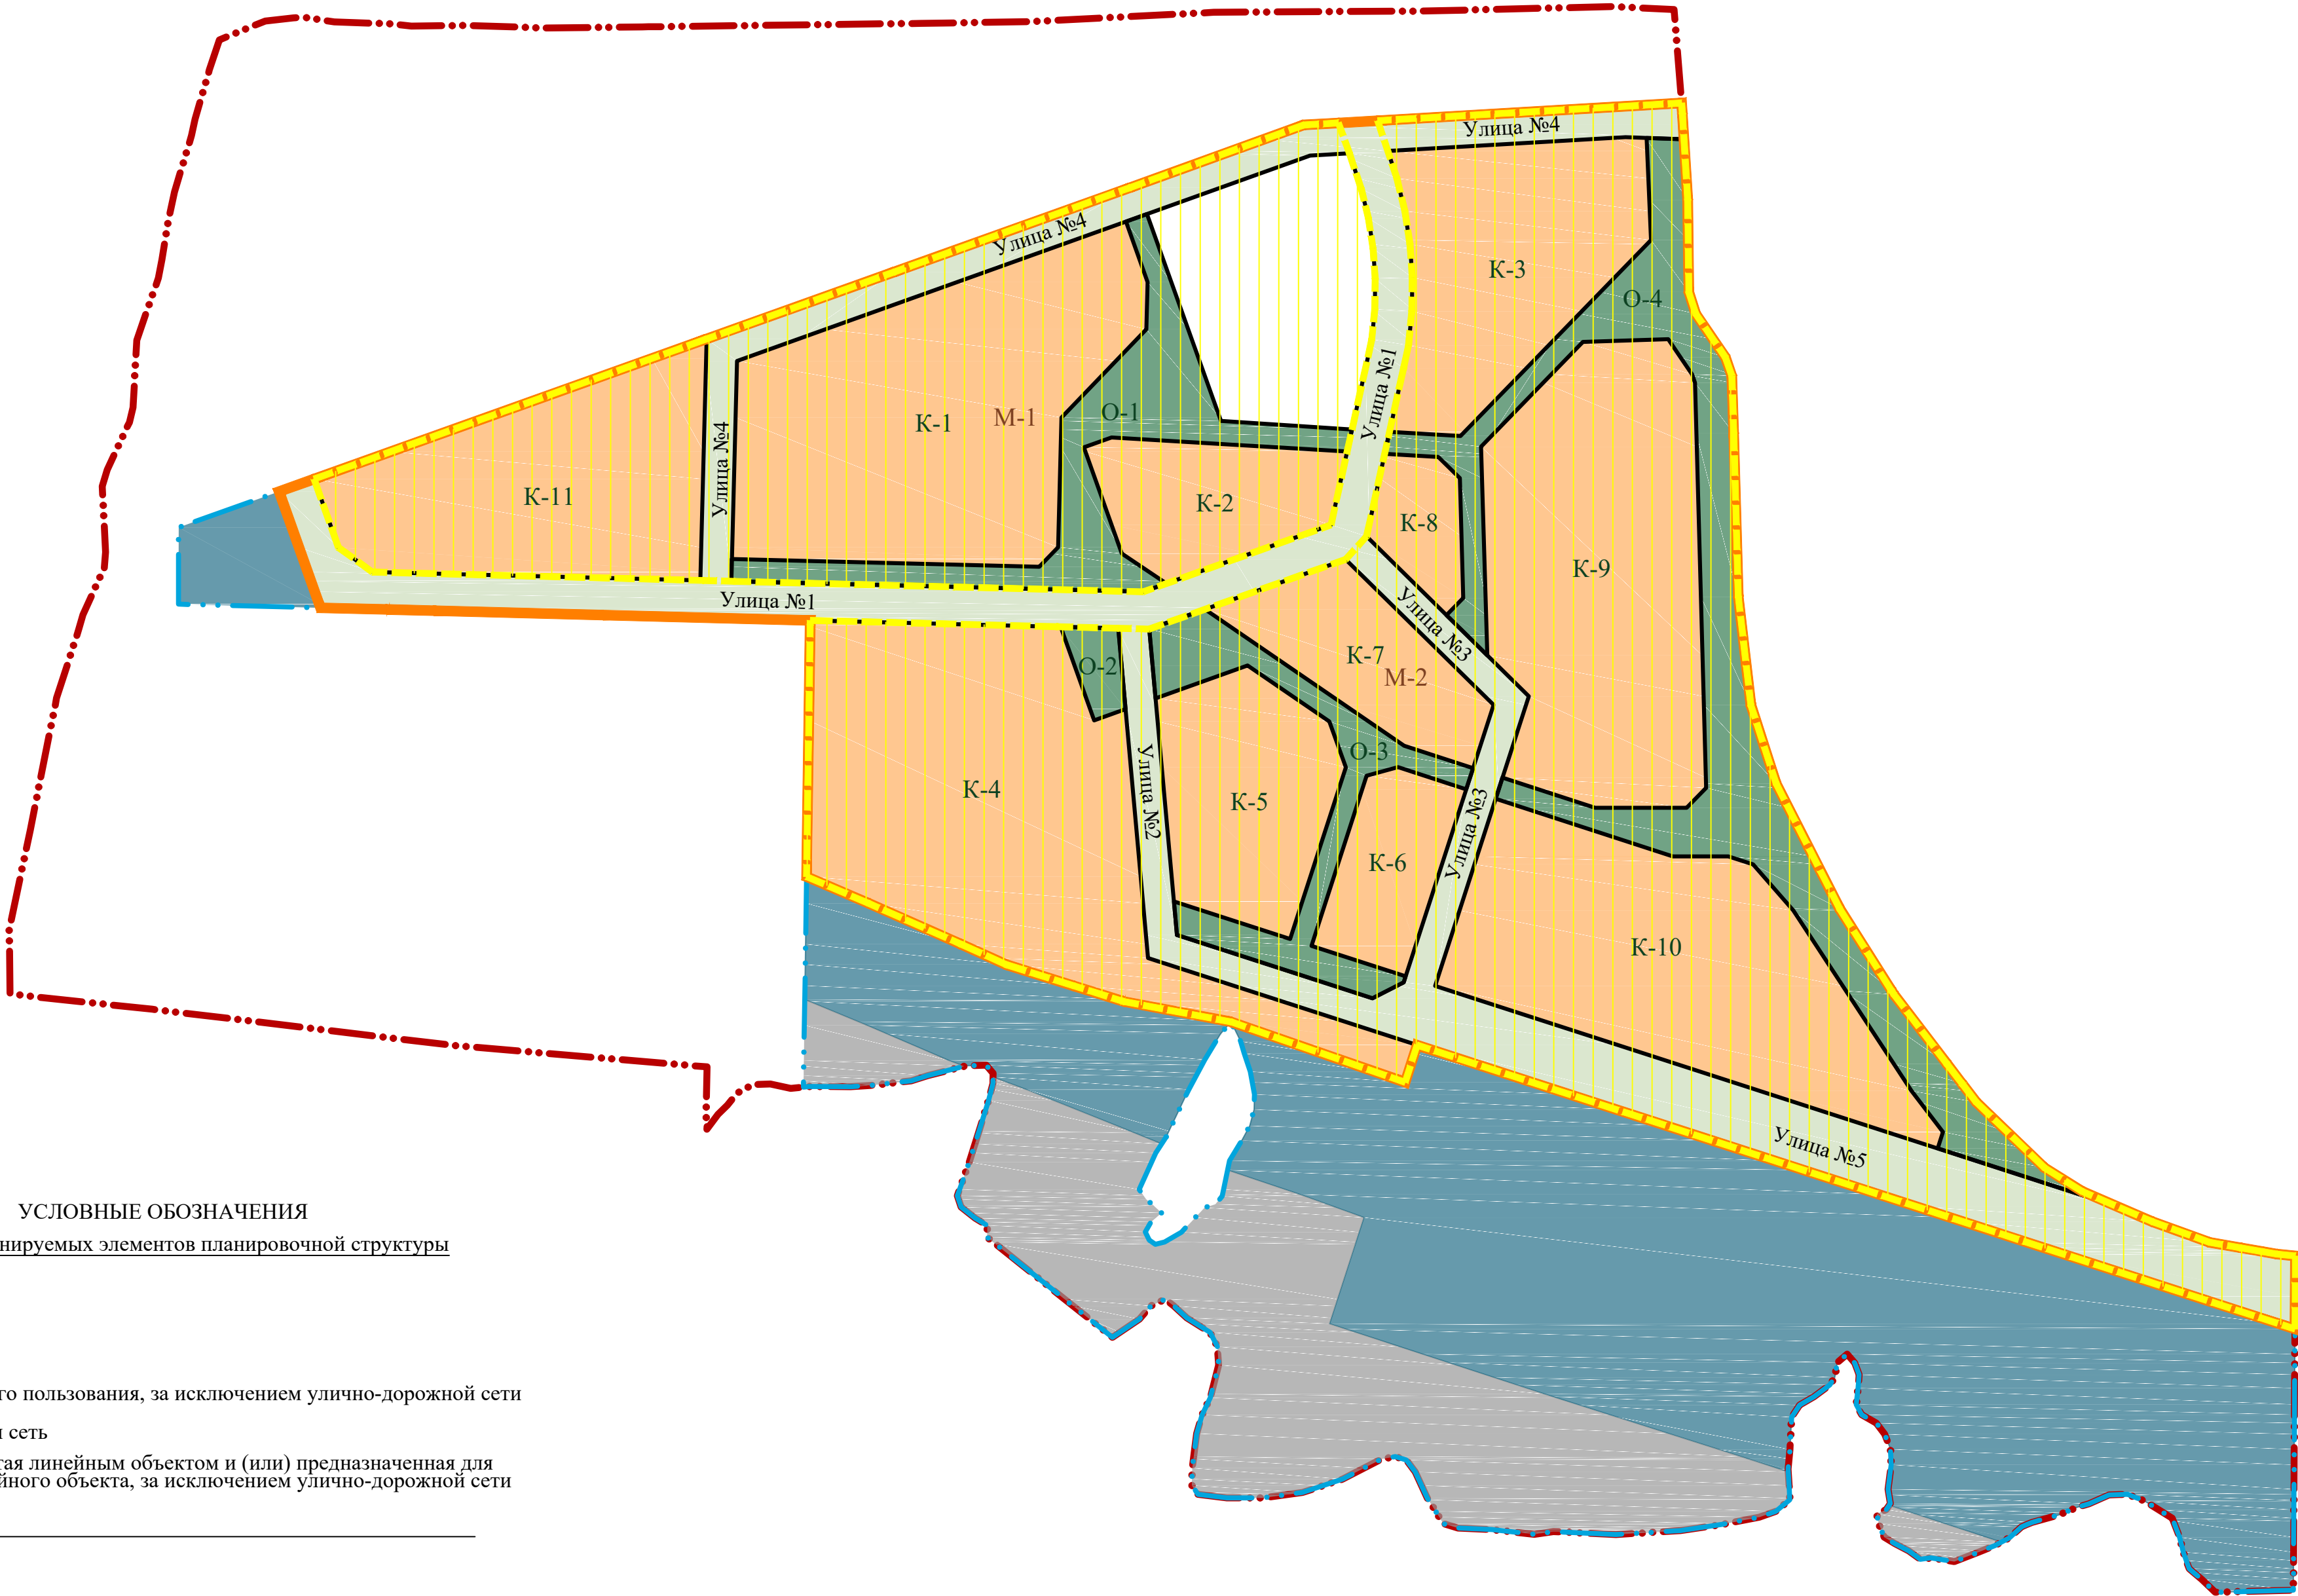 Улица №4
Улица №4
К-3
О-4
Улица №1
О-1
К-1
М-1
Улица №4
К-11
К-2
К-8
К-9
Улица №1
Улица №3
К-7
М-2
О-2
О-3
Улица №2
К-4
К-5
Улица №3
К-6
К-10
Улица №5
УСЛОВНЫЕ ОБОЗНАЧЕНИЯ
нируемых элементов планировочной структуры
го пользования, за исключением улично-дорожной сети
я сеть
тая линейным объектом и (или) предназначенная для
йного объекта, за исключением улично-дорожной сети